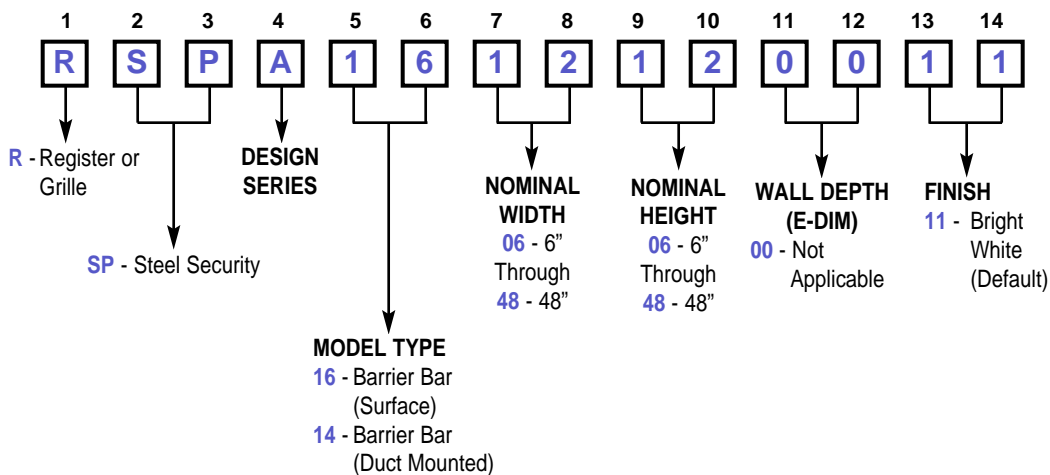 1 2 3 4 5 6 7 8 9 10 11 12 13 14
R S P A 1 6 1 2 1 2 0 0 1 1
R - Register or
Grille
SP - Steel Security
DESIGN
SERIES
MODEL TYPE
16 - Barrier Bar
(Surface)
14 - Barrier Bar
(Duct Mounted)
NOMINAL
WIDTH
06 - 6”
Through
48 - 48”
NOMINAL
HEIGHT
06 - 6”
Through
48 - 48”
WALL DEPTH
(E-DIM)
00 - Not
Applicable
FINISH
11 - Bright
White
(Default)